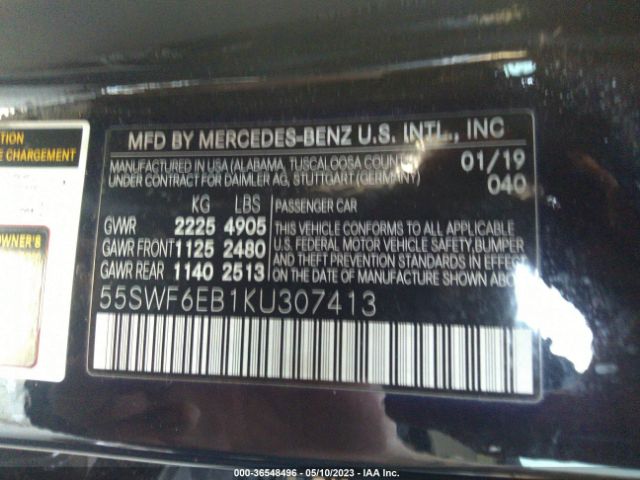 MFD BY MERCEDES-BENZ U.S. INTL., INC
MANUFACTURED IN USA (ALABAMA, TUSCALOOSA COUNTY) 01/19
UNDER CONTRACT FOR DAIMLER AG, STUTTGART (GERMANY) 040
KG LBS
GVWR 2225 4905
GAWR FRONT 1125 2480
GAWR REAR 1140 2513
PASSENGER CAR
THIS VEHICLE CONFORMS TO ALL APPLICABLE
U.S. FEDERAL MOTOR VEHICLE SAFETY, BUMPER
AND THEFT PREVENTION STANDARDS IN EFFECT
ON THE DATE OF MANUFACTURE SHOWN
55SWF6EB1KU307413
TION
E CHARGEMENT
OWNER'S
000-36548496 - 05/10/2023 - IAA Inc.